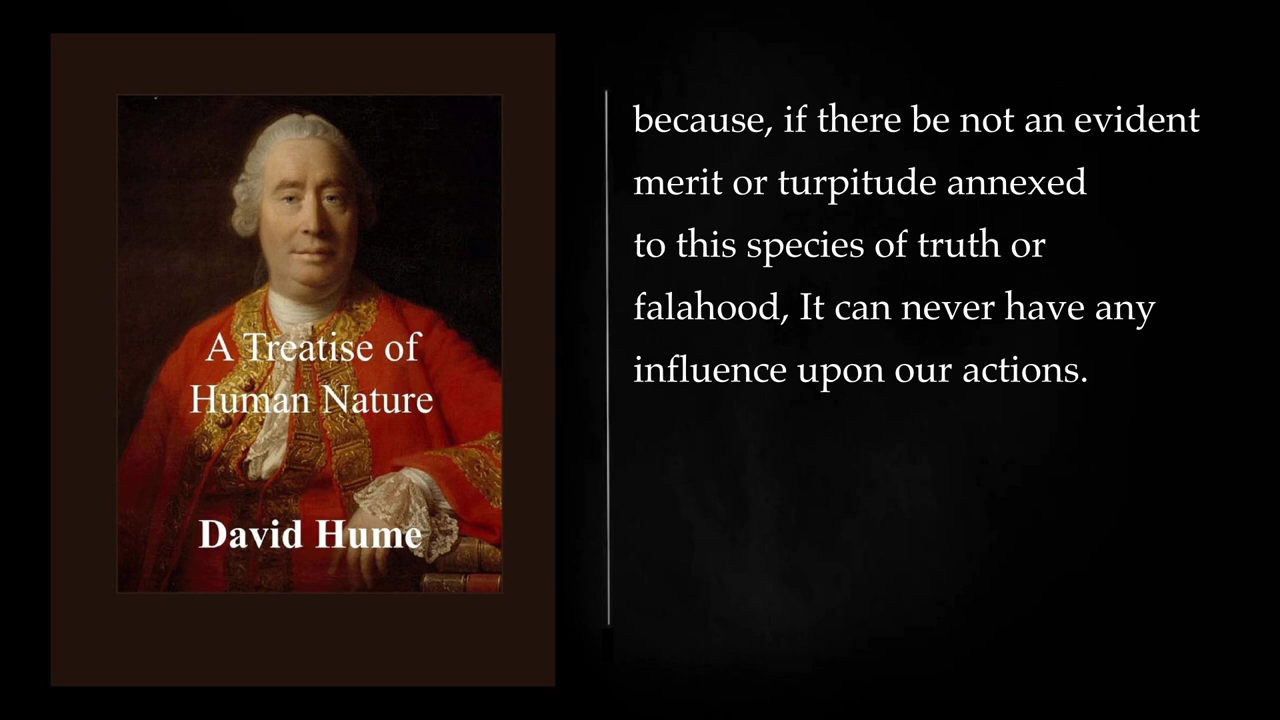 A Treatise of
Human Nature
David Hume
because, if there be not an evident
merit or turpitude annexed
to this species of truth or
falahood, It can never have any
influence upon our actions.